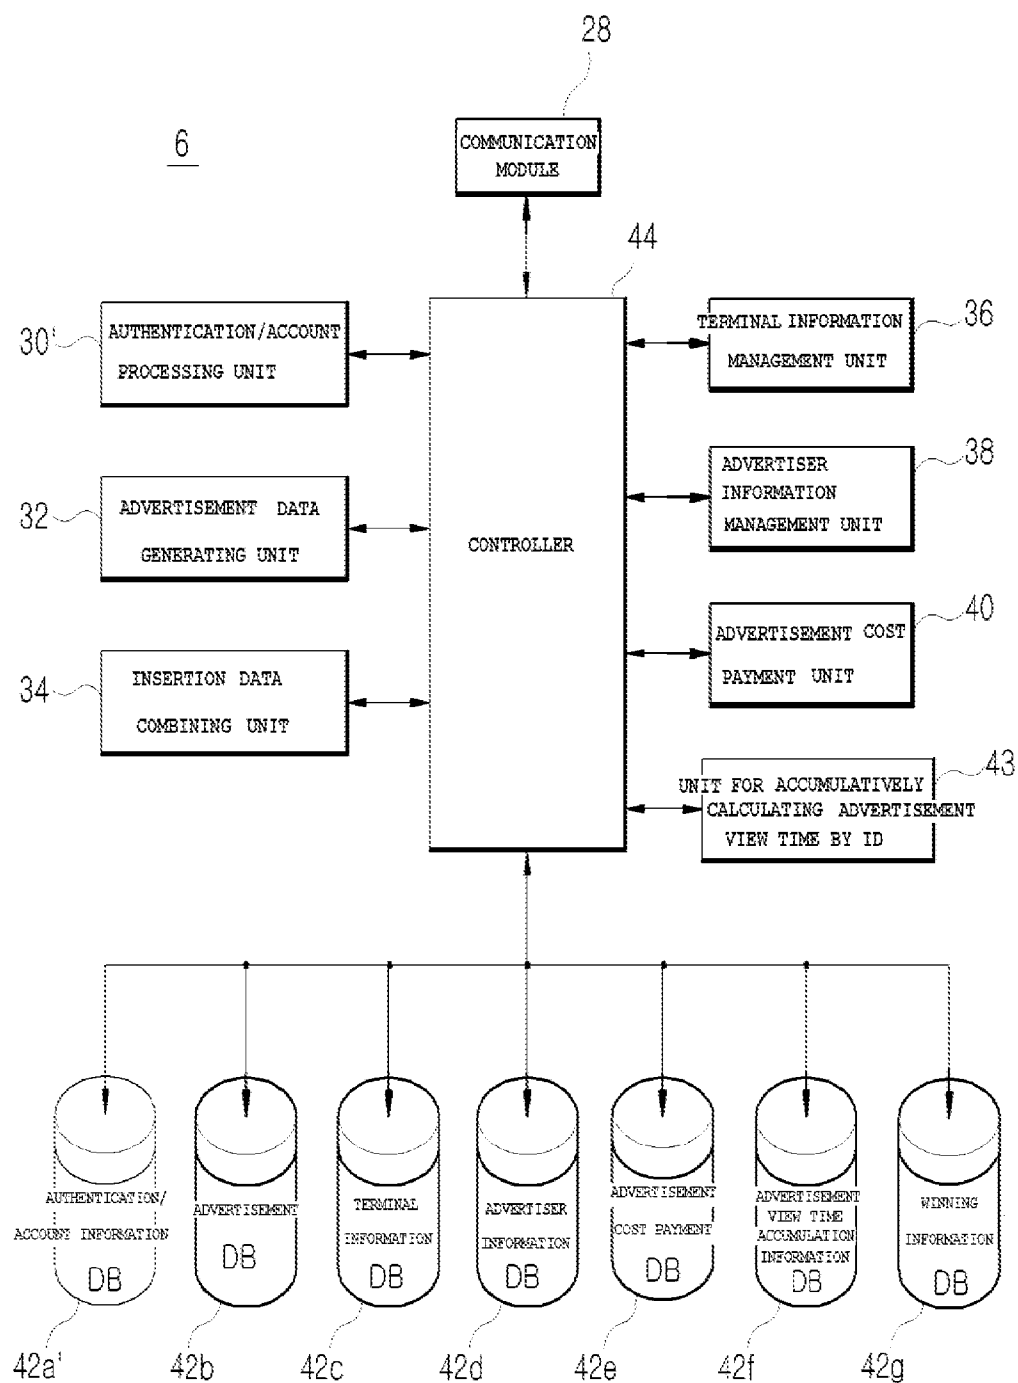 28
6
COMMUNICATION
MODULE
44
30'
AUTHENTICATION/ACCOUNT
PROCESSING UNIT
TERMINAL INFORMATION
MANAGEMENT UNIT
36
32
ADVERTISEMENT DATA
GENERATING UNIT
CONTROLLER
ADVERTISER
INFORMATION
MANAGEMENT UNIT
38
34
INSERTION DATA
COMBINING UNIT
ADVERTISEMENT COST
PAYMENT UNIT
40
UNIT FOR ACCUMULATIVELY
CALCULATING ADVERTISEMENT
VIEW TIME BY ID
43
AUTHENTICATION/
ACCOUNT INFORMATION
DB
ADVERTISEMENT
DB
TERMINAL
INFORMATION
DB
ADVERTISER
INFORMATION
DB
ADVERTISEMENT
COST PAYMENT
DB
ADVERTISEMENT
VIEW TIME
ACCUMULATION
INFORMATION
DB
WINNING
INFORMATION
DB
42a'
42b
42c
42d
42e
42f
42g